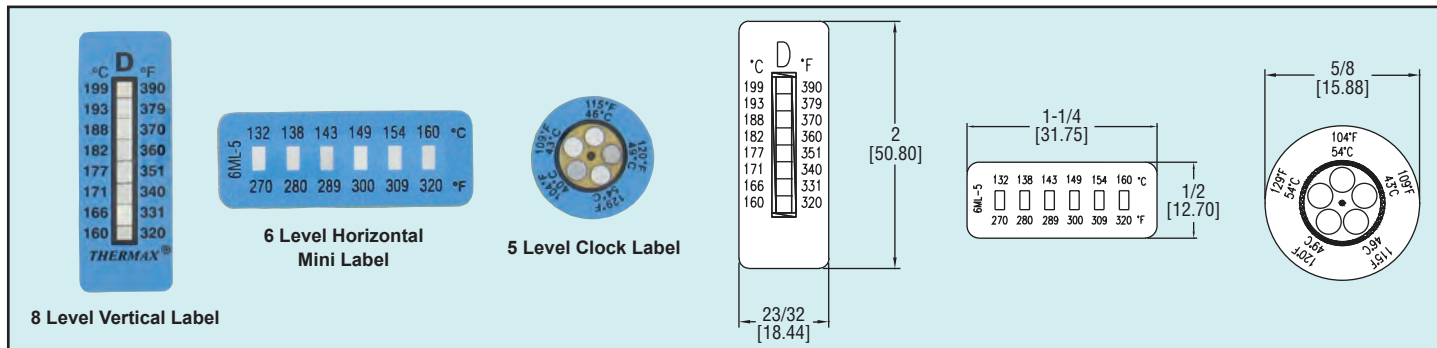 D
°C °F
199 390
193 379
188 370
182 360
177 351
171 340
166 331
160 320
THERMAX®
8 Level Vertical Label
6ML-5
132 138 143 149 154 160 °C
270 280 289 300 309 320 °F
6 Level Horizontal
Mini Label
115°F
46°C
120°F
49°C
129°F
54°C
104°F
40°C
109°F
43°C
5 Level Clock Label
D
°C °F
199 390
193 379
188 370
182 360
177 351
171 340
166 331
160 320
2
[50.80]
23/32
[18.44]
1-1/4
[31.75]
6ML-5
132 138 143 149 154 160 °C
270 280 289 300 309 320 °F
1/2
[12.70]
5/8
[15.88]
104°F
54°C
109°F
43°C
115°F
46°C
120°F
49°C
129°F
54°C